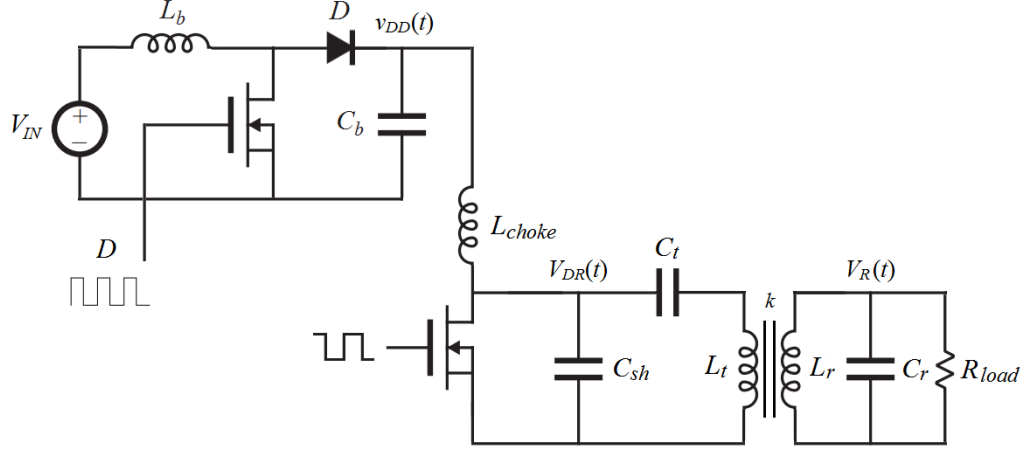 L_b
D
v_DD(t)
V_IN
+
−
C_b
D
L_choke
V_DR(t)
C_t
k
V_R(t)
C_sh
L_t
L_r
C_r
R_load